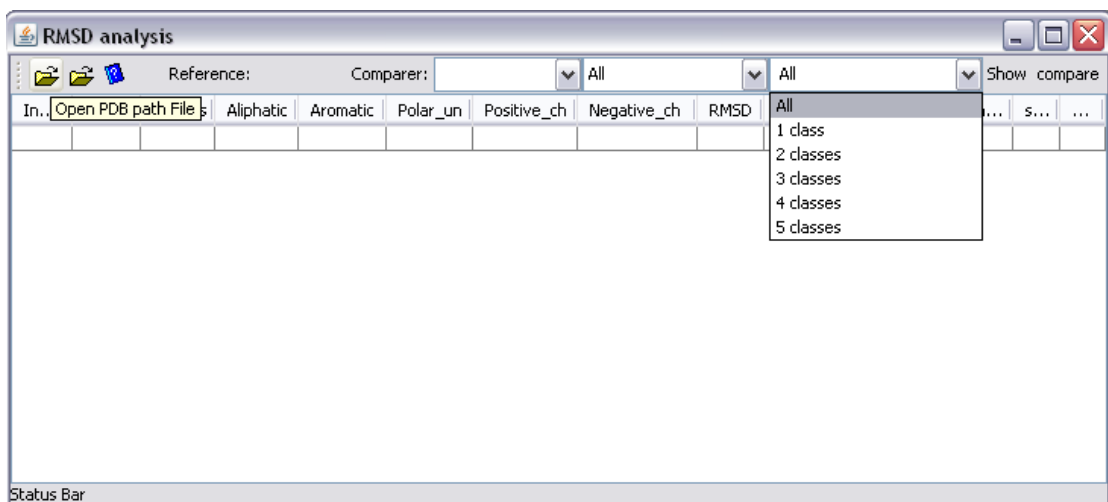 RMSD analysis
Reference: Comparer: All All Show compare
In... Open PDB path File s Aliphatic Aromatic Polar_un Positive_ch Negative_ch RMSD ... s... ...
All
1 class
2 classes
3 classes
4 classes
5 classes
Status Bar